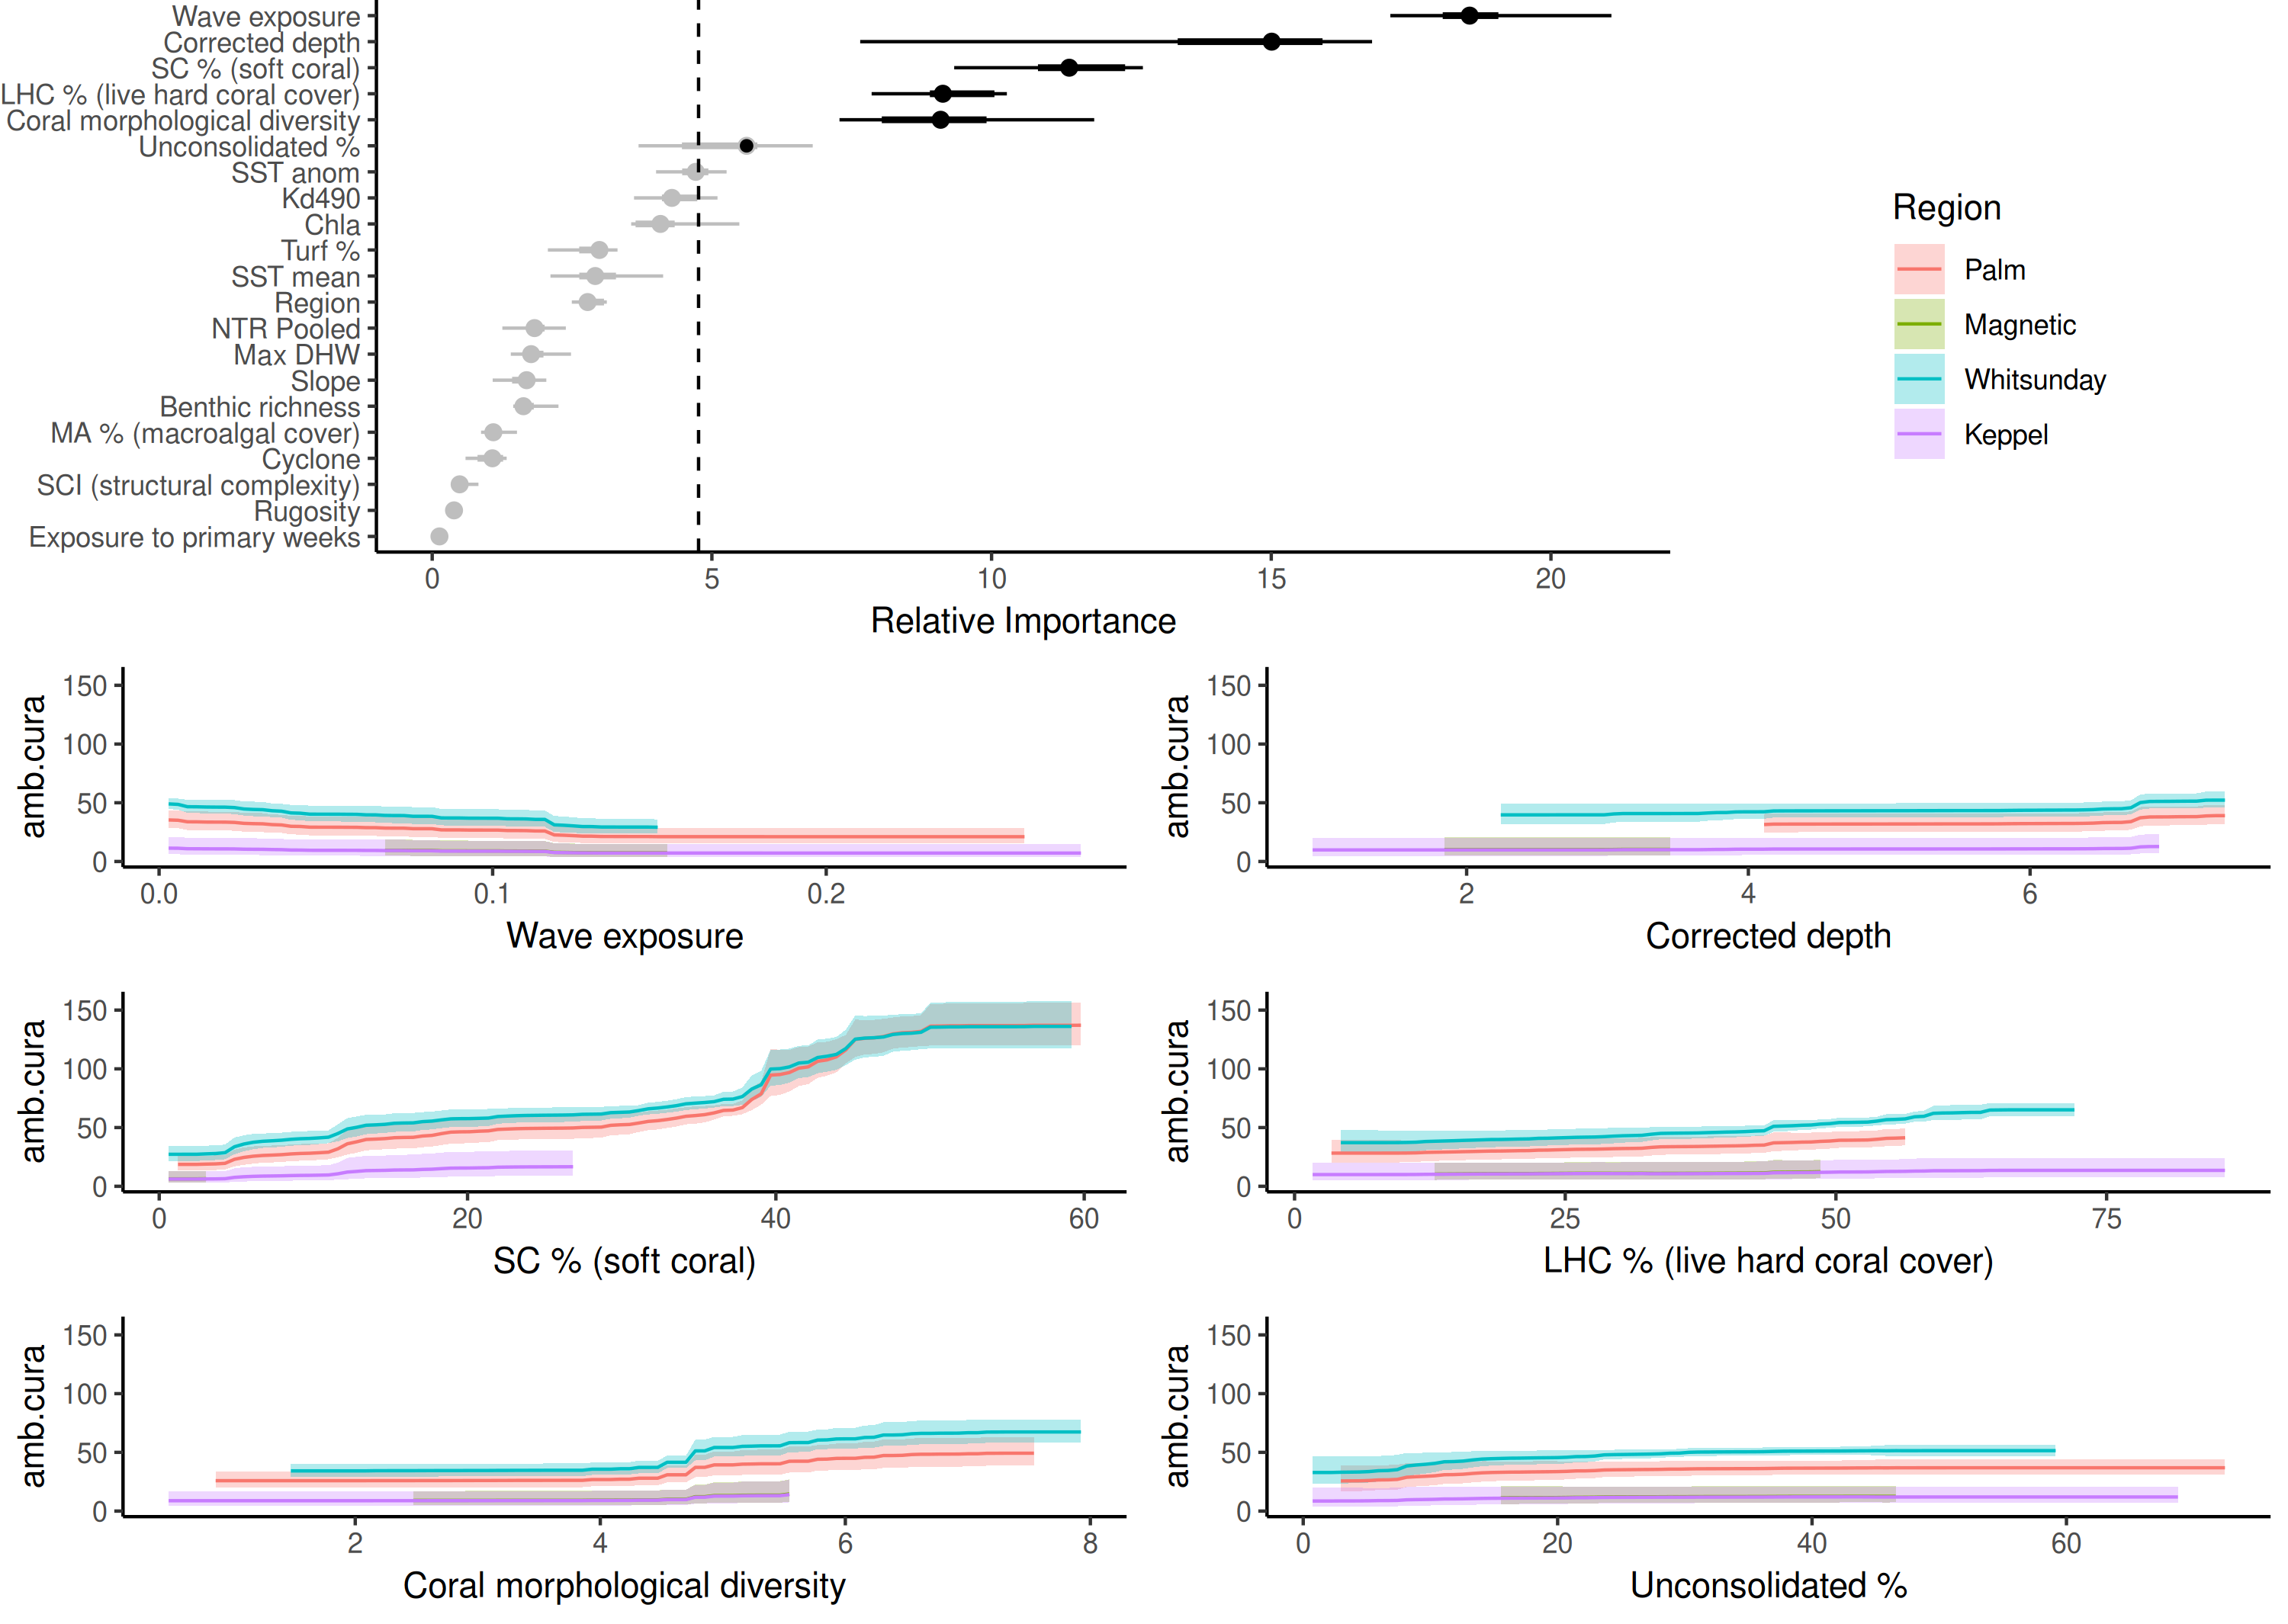 Wave exposure
Corrected depth
SC % (soft coral)
LHC % (live hard coral cover)
Coral morphological diversity
Unconsolidated %
SST anom
Kd490
Chla
Turf %
SST mean
Region
NTR Pooled
Max DHW
Slope
Benthic richness
MA % (macroalgal cover)
Cyclone
SCI (structural complexity)
Rugosity
Exposure to primary weeks
0 5 10 15 20
Relative Importance
Region
Palm
Magnetic
Whitsunday
Keppel
amb.cura
150
100
50
0
0.0 0.1 0.2
Wave exposure
amb.cura
150
100
50
0
2 4 6
Corrected depth
amb.cura
150
100
50
0
0 20 40 60
SC % (soft coral)
amb.cura
150
100
50
0
0 25 50 75
LHC % (live hard coral cover)
amb.cura
150
100
50
0
2 4 6 8
Coral morphological diversity
amb.cura
150
100
50
0
0 20 40 60
Unconsolidated %